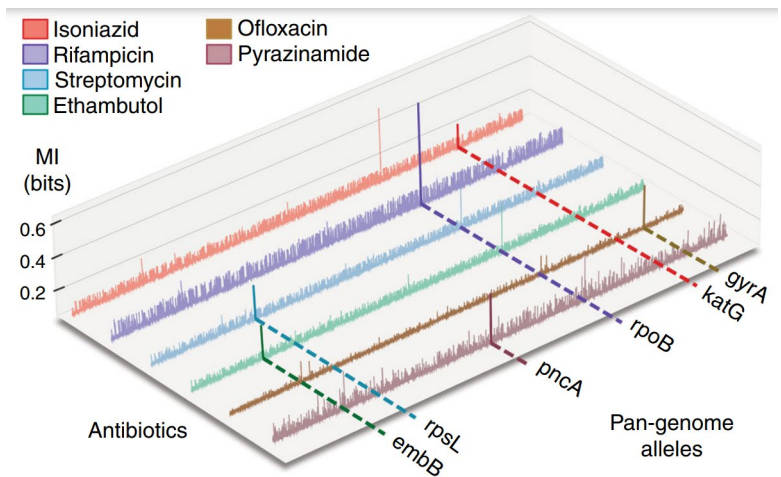 Isoniazid
Rifampicin
Streptomycin
Ethambutol
Ofloxacin
Pyrazinamide
MI
(bits)
0.6
0.4
0.2
gyrA
katG
rpoB
pncA
rpsL
embB
Antibiotics
Pan-genome
alleles